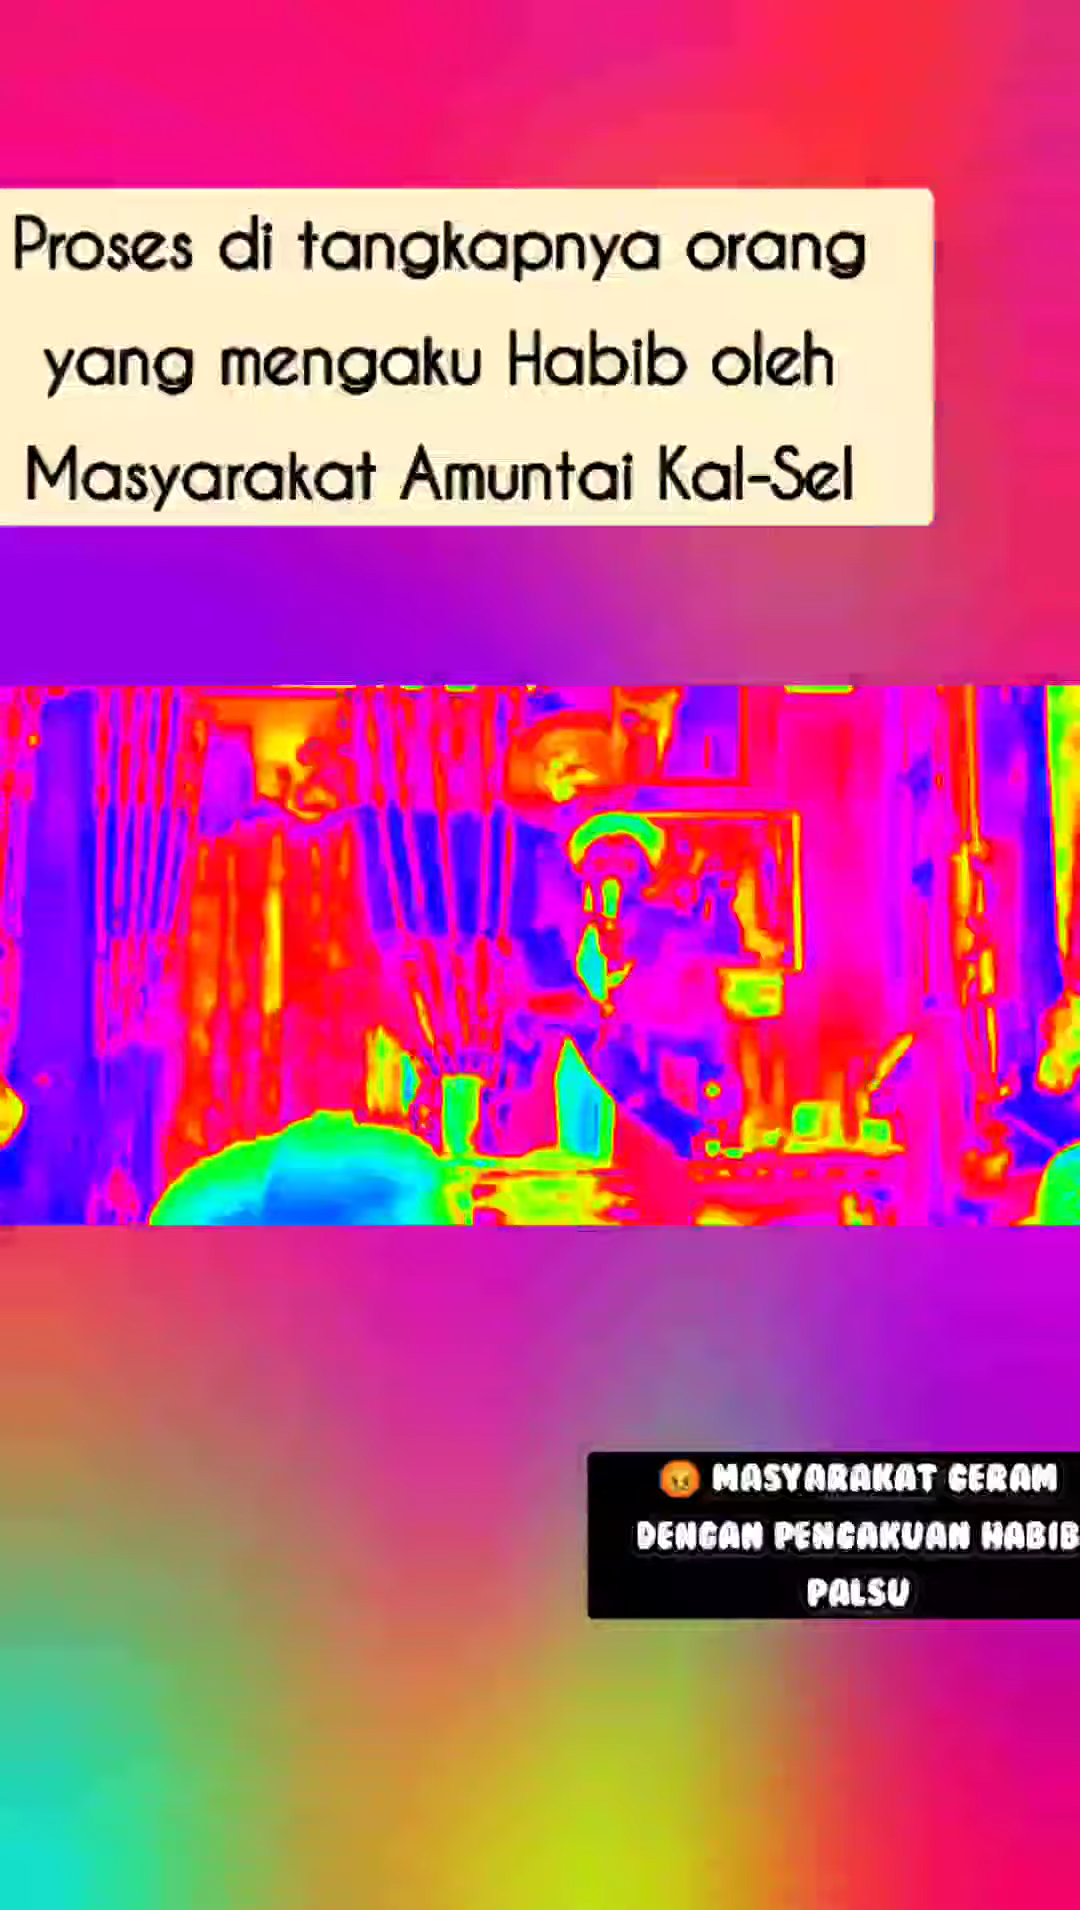 Proses di tangkapnya orang
yang mengaku Habib oleh
Masyarakat Amuntai Kal-Sel
😡 MASYARAKAT GERAM
DENGAN PENGAKUAN HABIB
PALSU